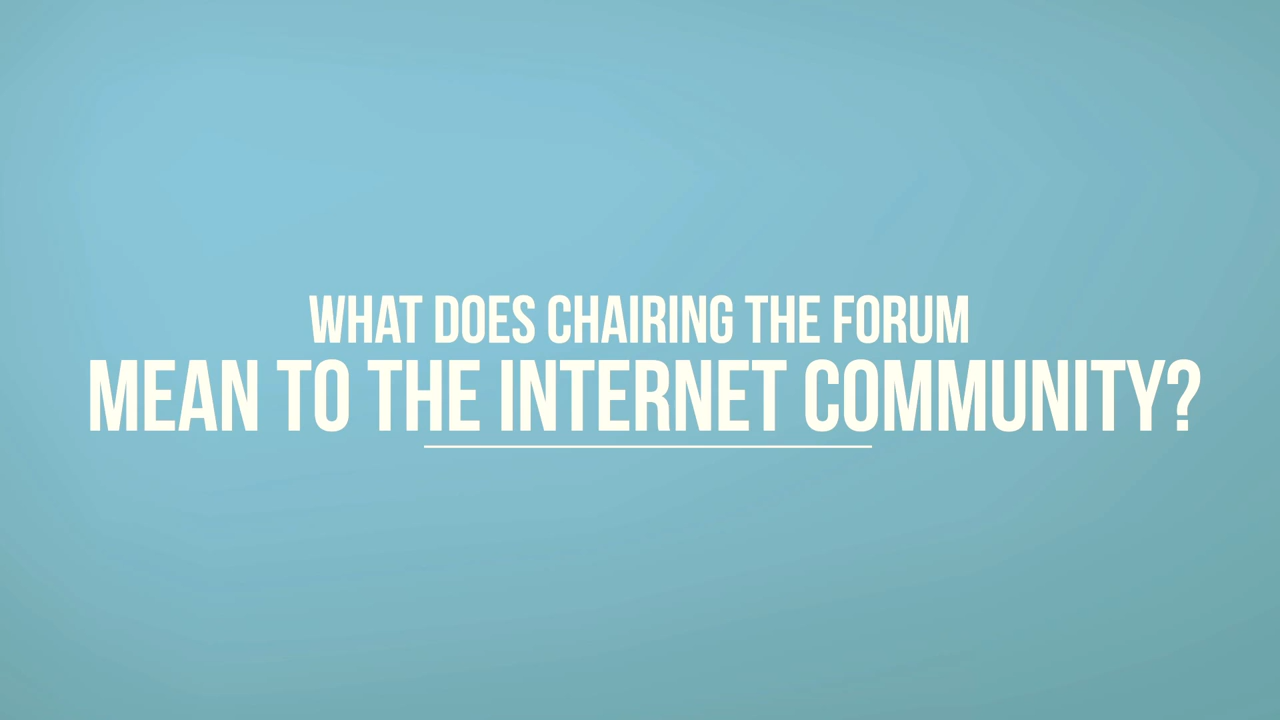 WHAT DOES CHAIRING THE FORUM
MEAN TO THE INTERNET COMMUNITY?